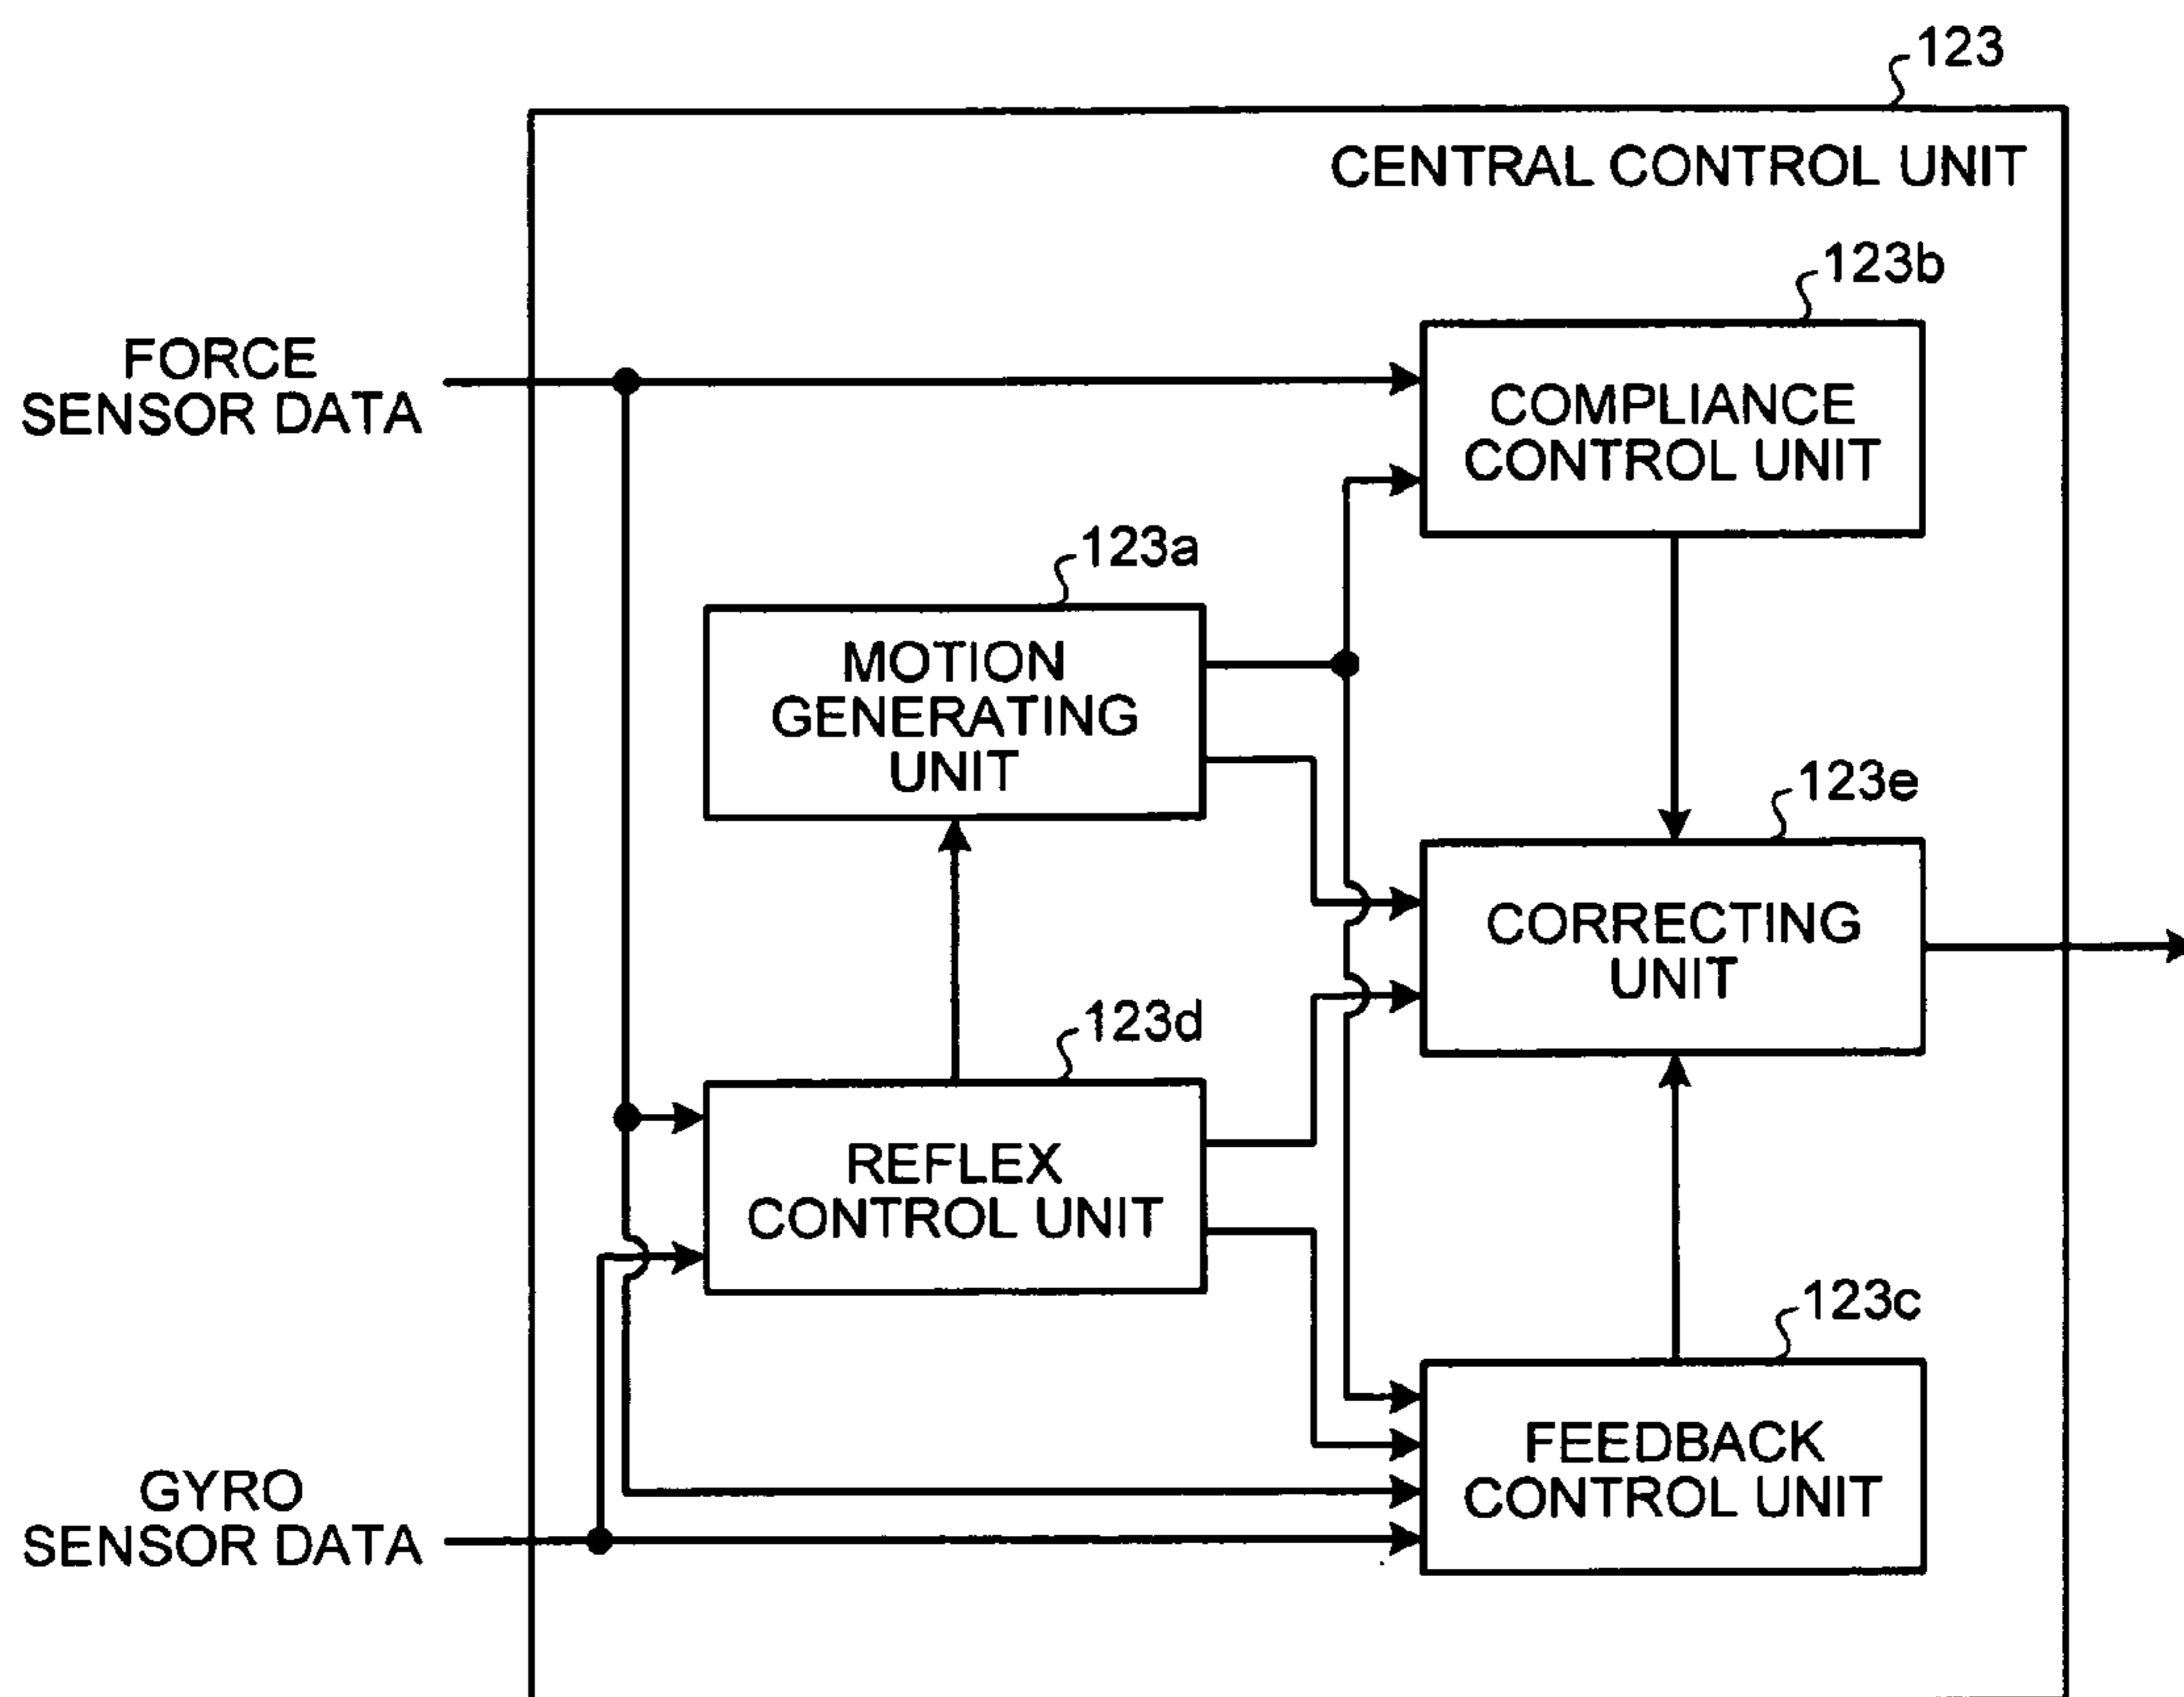 123
CENTRAL CONTROL UNIT
123b
FORCE
SENSOR DATA
COMPLIANCE
CONTROL UNIT
123a
MOTION
GENERATING
UNIT
123e
CORRECTING
UNIT
123d
REFLEX
CONTROL UNIT
123c
FEEDBACK
CONTROL UNIT
GYRO
SENSOR DATA